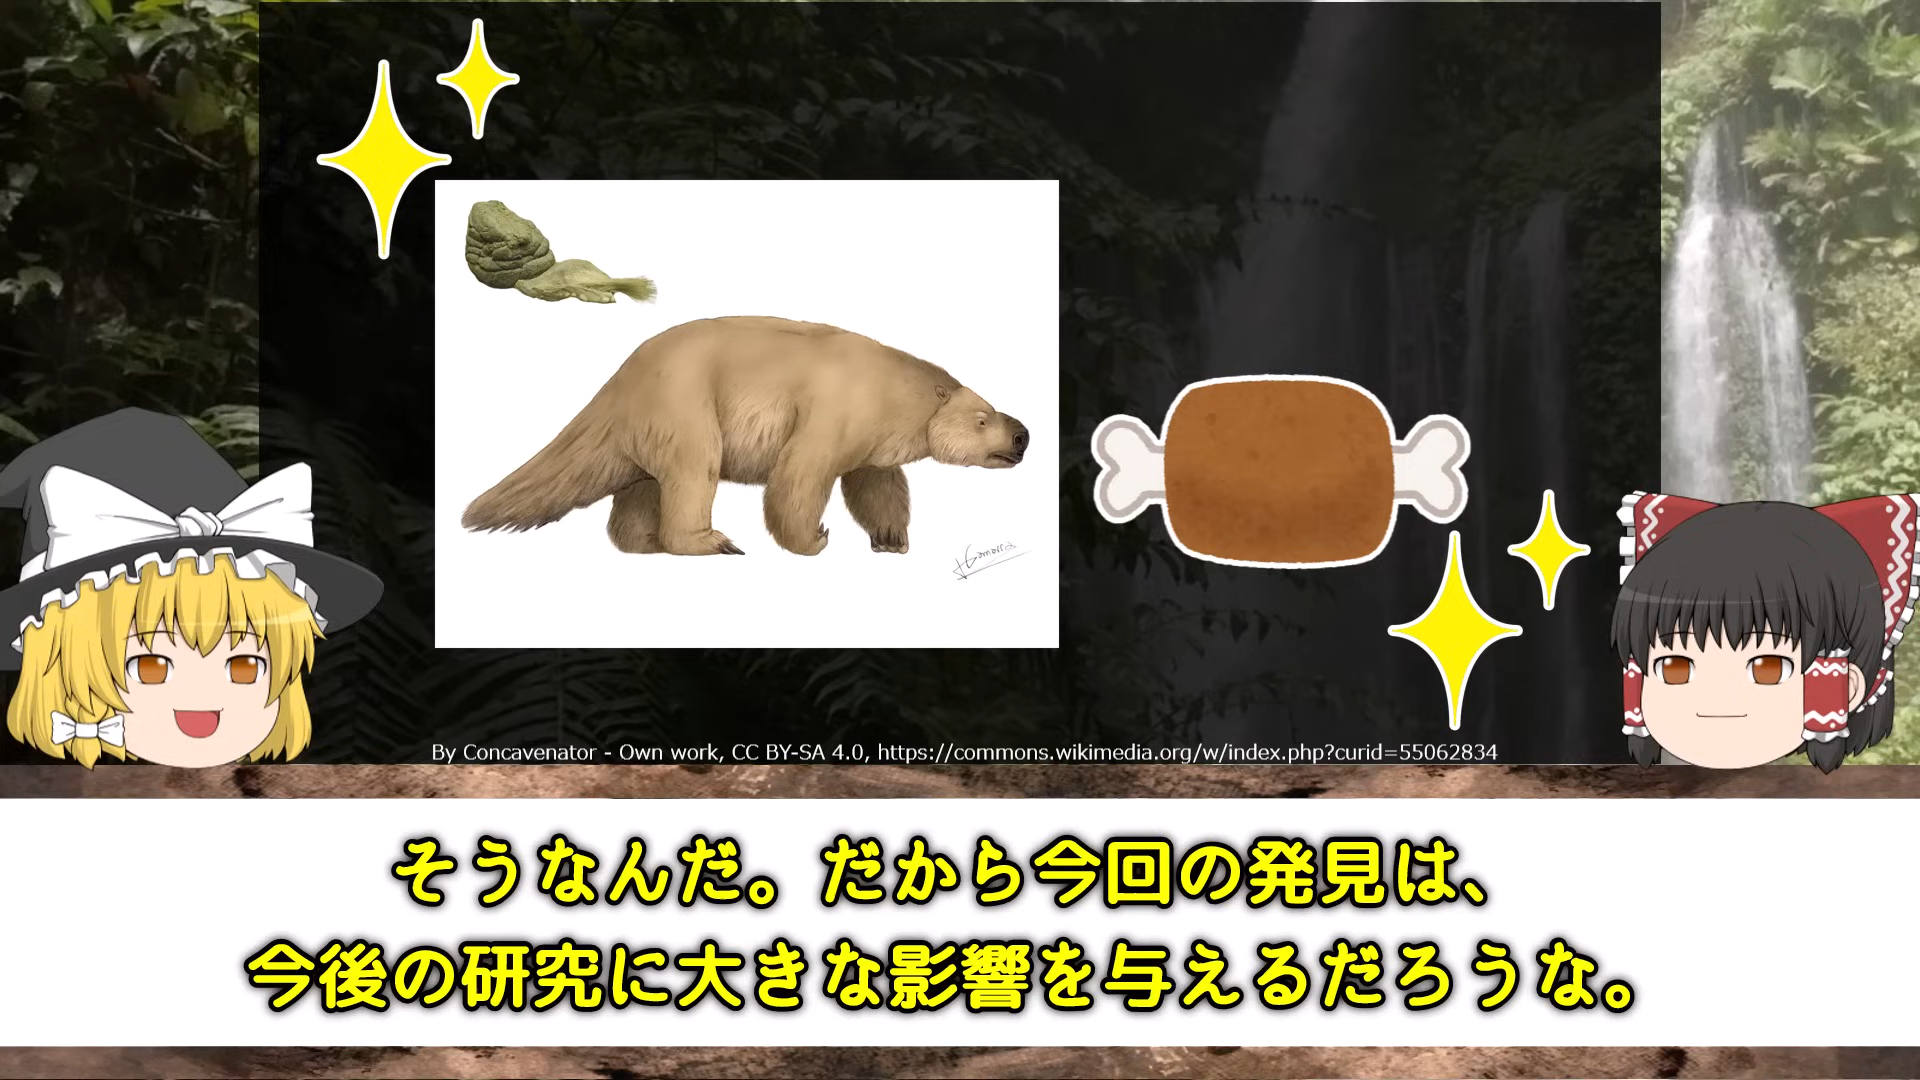 By Concavenator - Own work, CC BY-SA 4.0, https://commons.wikimedia.org/w/index.php?curid=55062834
そうなんだ。だから今回の発見は、
今後の研究に大きな影響を与えるだろうな。